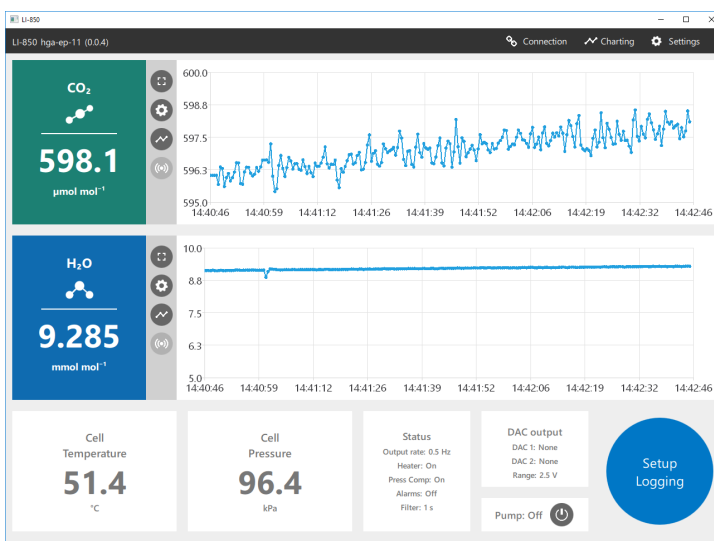 LI-850
LI-850 hga-ep-11 (0.0.4)
Connection
Charting
Settings
CO₂
598.1
μmol mol⁻¹
600.0
598.8
597.5
596.3
595.0
14:40:46 14:40:59 14:41:12 14:41:26 14:41:39 14:41:52 14:42:06 14:42:19 14:42:32 14:42:46
H₂O
9.285
mmol mol⁻¹
10.0
8.8
7.5
6.3
5.0
14:40:46 14:40:59 14:41:12 14:41:26 14:41:39 14:41:52 14:42:06 14:42:19 14:42:32 14:42:46
Cell
Temperature
51.4
°C
Cell
Pressure
96.4
kPa
Status
Output rate: 0.5 Hz
Heater: On
Press Comp: On
Alarms: Off
Filter: 1 s
DAC output
DAC 1: None
DAC 2: None
Range: 2.5 V
Pump: Off
Setup
Logging